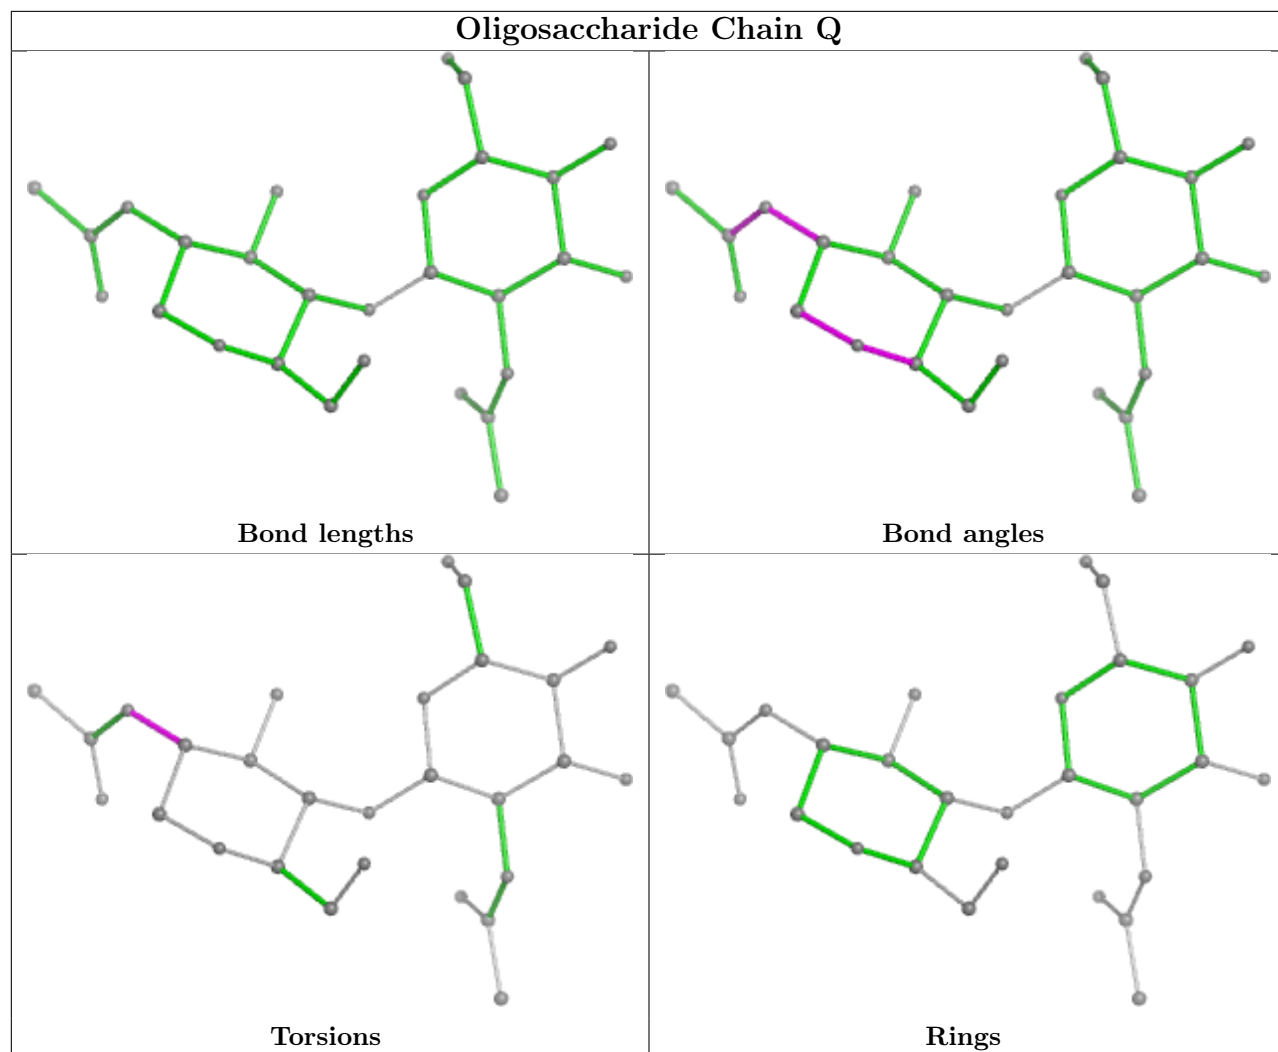 Oligosaccharide Chain Q
Bond lengths
Bond angles
Torsions
Rings